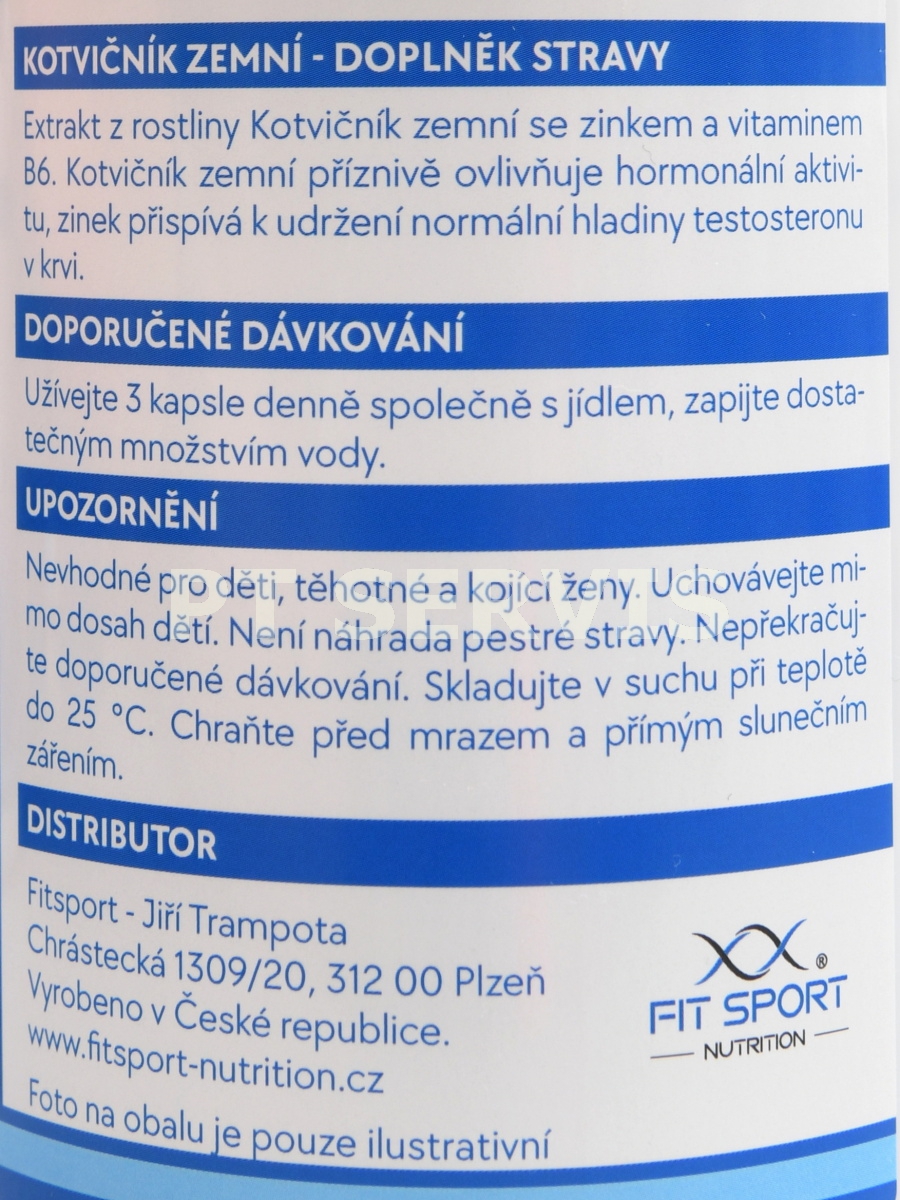 KOTVIČNÍK ZEMNÍ - DOPLNĚK STRAVY
Extrakt z rostliny Kotvičník zemní se zinkem a vitaminem
B6. Kotvičník zemní příznivě ovlivňuje hormonální aktivi-
tu, zinek přispívá k udržení normální hladiny testosteronu
v krvi.
DOPORUČENÉ DÁVKOVÁNÍ
Užívejte 3 kapsle denně společně s jídlem, zapijte dosta-
tečným množstvím vody.
UPOZORNĚNÍ
Nevhodné pro děti, těhotné a kojící ženy. Uchovávejte mi-
mo dosah dětí. Není náhrada pestré stravy. Nepřekračuj-
te doporučené dávkování. Skladujte v suchu při teplotě
do 25 °C. Chraňte před mrazem a přímým slunečním
zářením.
PT SERVIS
DISTRIBUTOR
Fitsport - Jiří Trampota
Chrástecká 1309/20, 312 00 Plzeň
Vyrobeno v České republice.
www.fitsport-nutrition.cz
Foto na obalu je pouze ilustrativní
®
FIT SPORT
NUTRITION